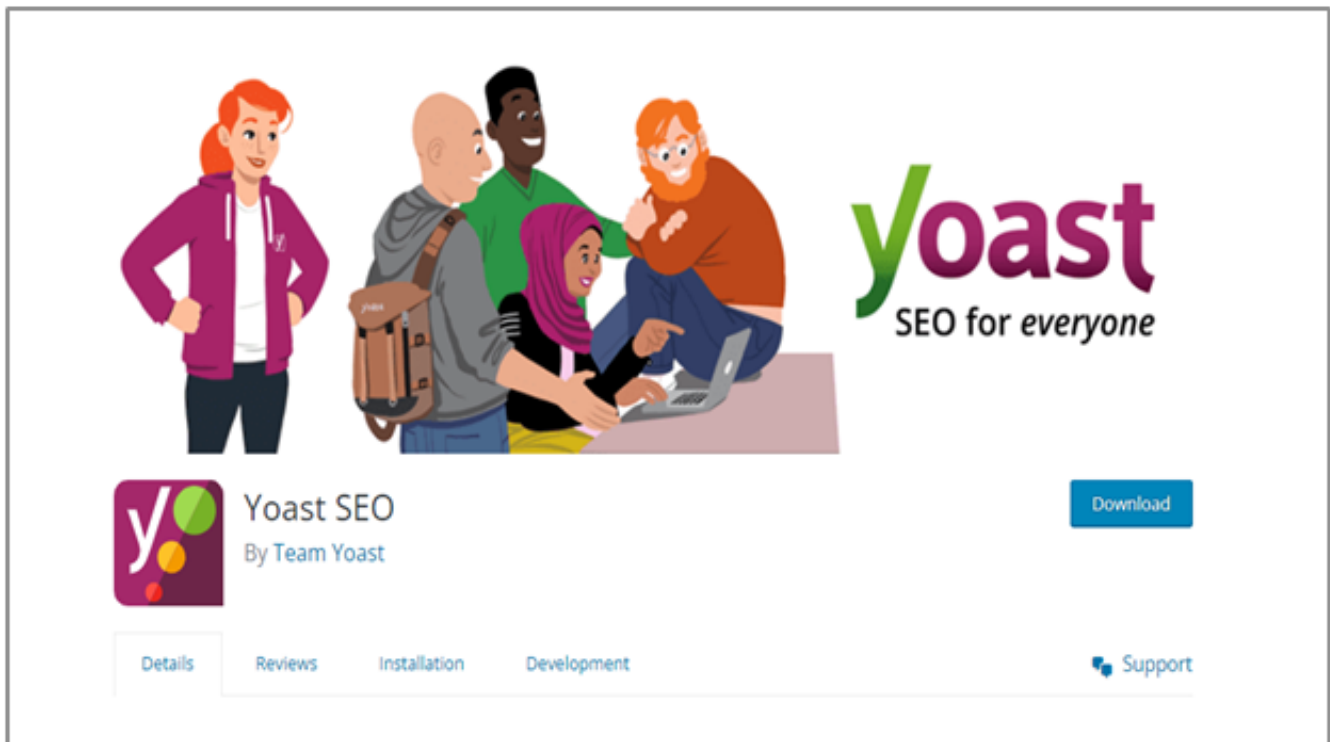 yoast
SEO for everyone
Yoast SEO
By Team Yoast
Download
Details
Reviews
Installation
Development
Support